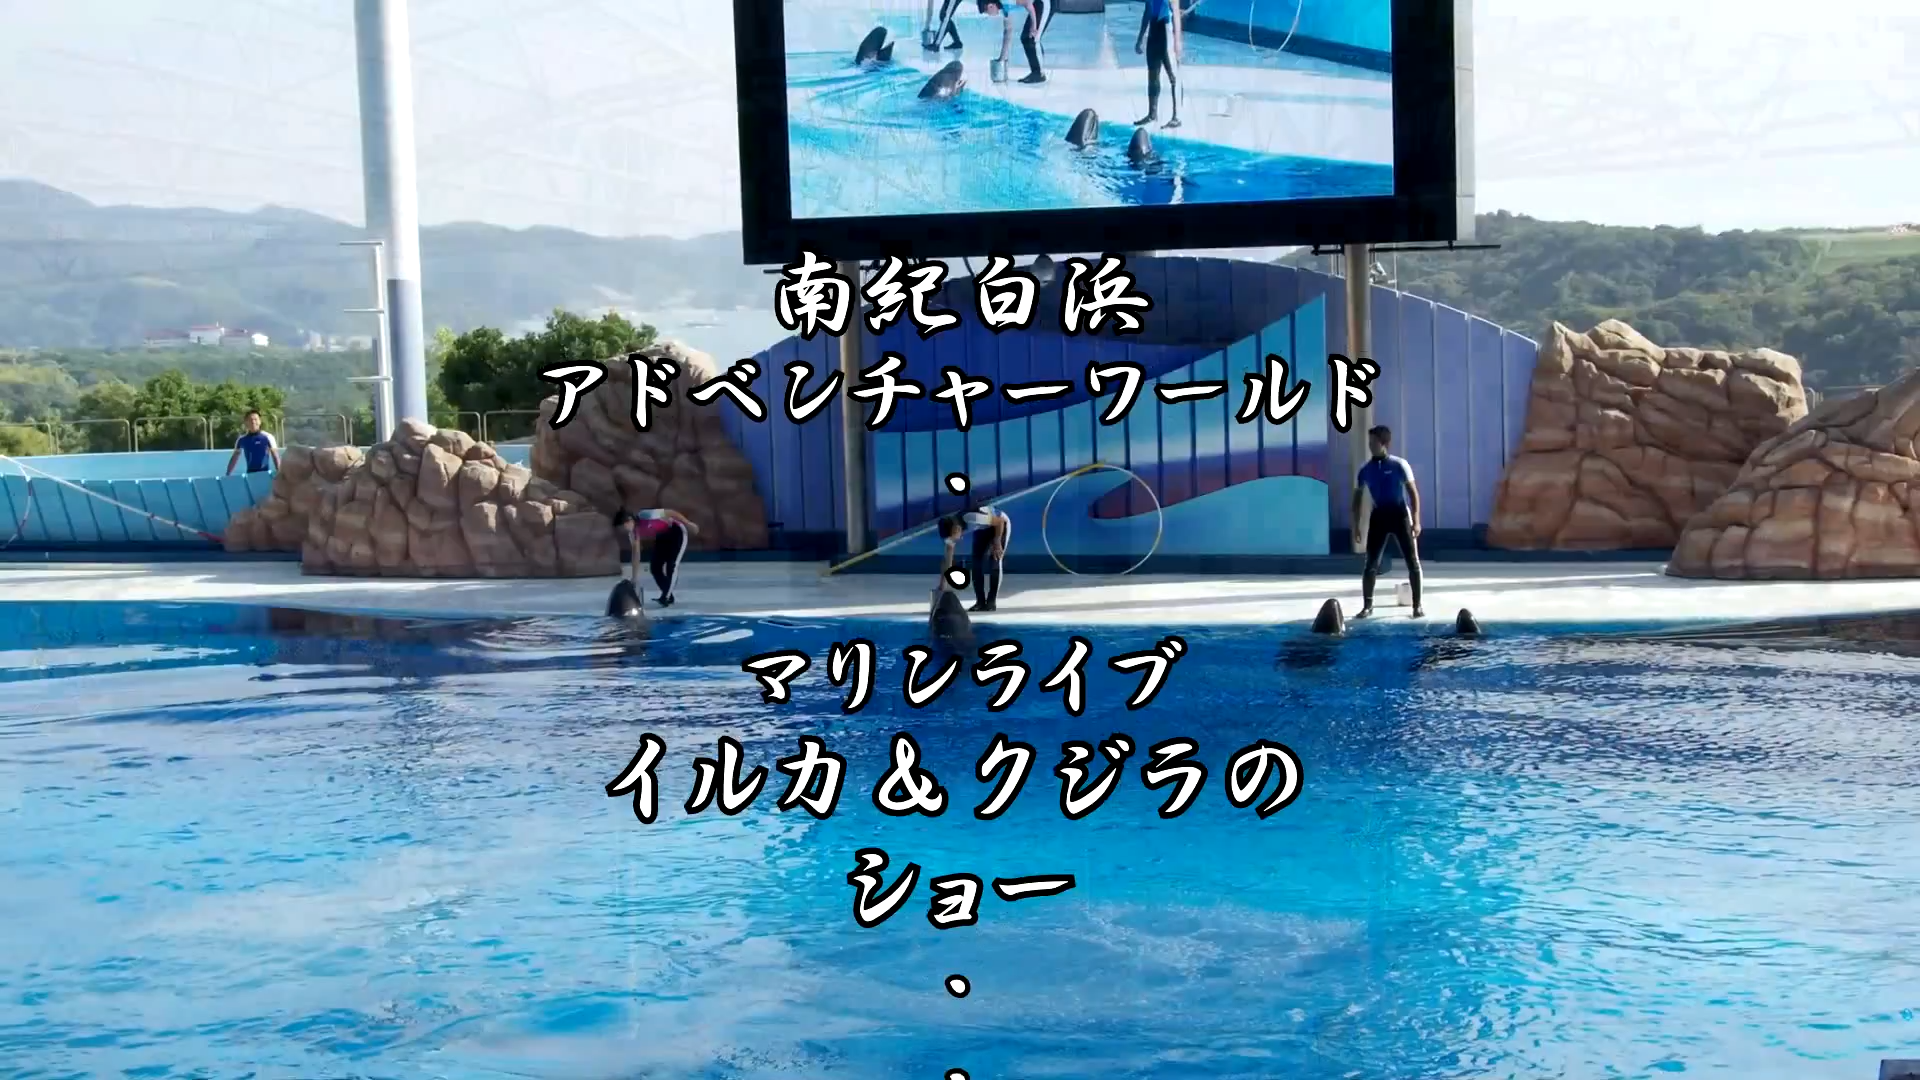 南紀白浜
アドベンチャーワールド
・
・
マリンライブ
イルカ＆クジラの
ショー
・
・